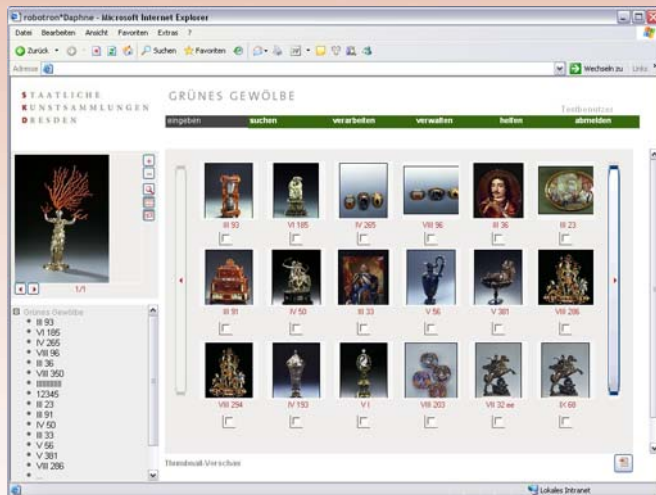 robotron*Daphne - Microsoft Internet Explorer
Datei Bearbeiten Ansicht Favoriten Extras ?
Zurück Suchen Favoriten
Adresse Wechseln zu Links
STAATLICHE
KUNSTSAMMLUNGEN
DRESDEN
GRÜNES GEWÖLBE
Testbenutzer
eingeben suchen verarbeiten verwalten helfen abmelden
III 93 VI 185 IV 265 VIII 96 III 36 III 23
III 91 IV 50 III 33 V 56 V 381 VIII 286
VIII 294 IV 193 V I VIII 203 VII 32 ee IX 68
1/1
Grünes Gewölbe
III 93
VI 185
IV 265
VIII 96
III 36
VIII 350
12345
III 23
III 91
IV 50
III 33
V 56
V 381
VIII 286
...
Thumbnail-Vorschau
Lokales Intranet